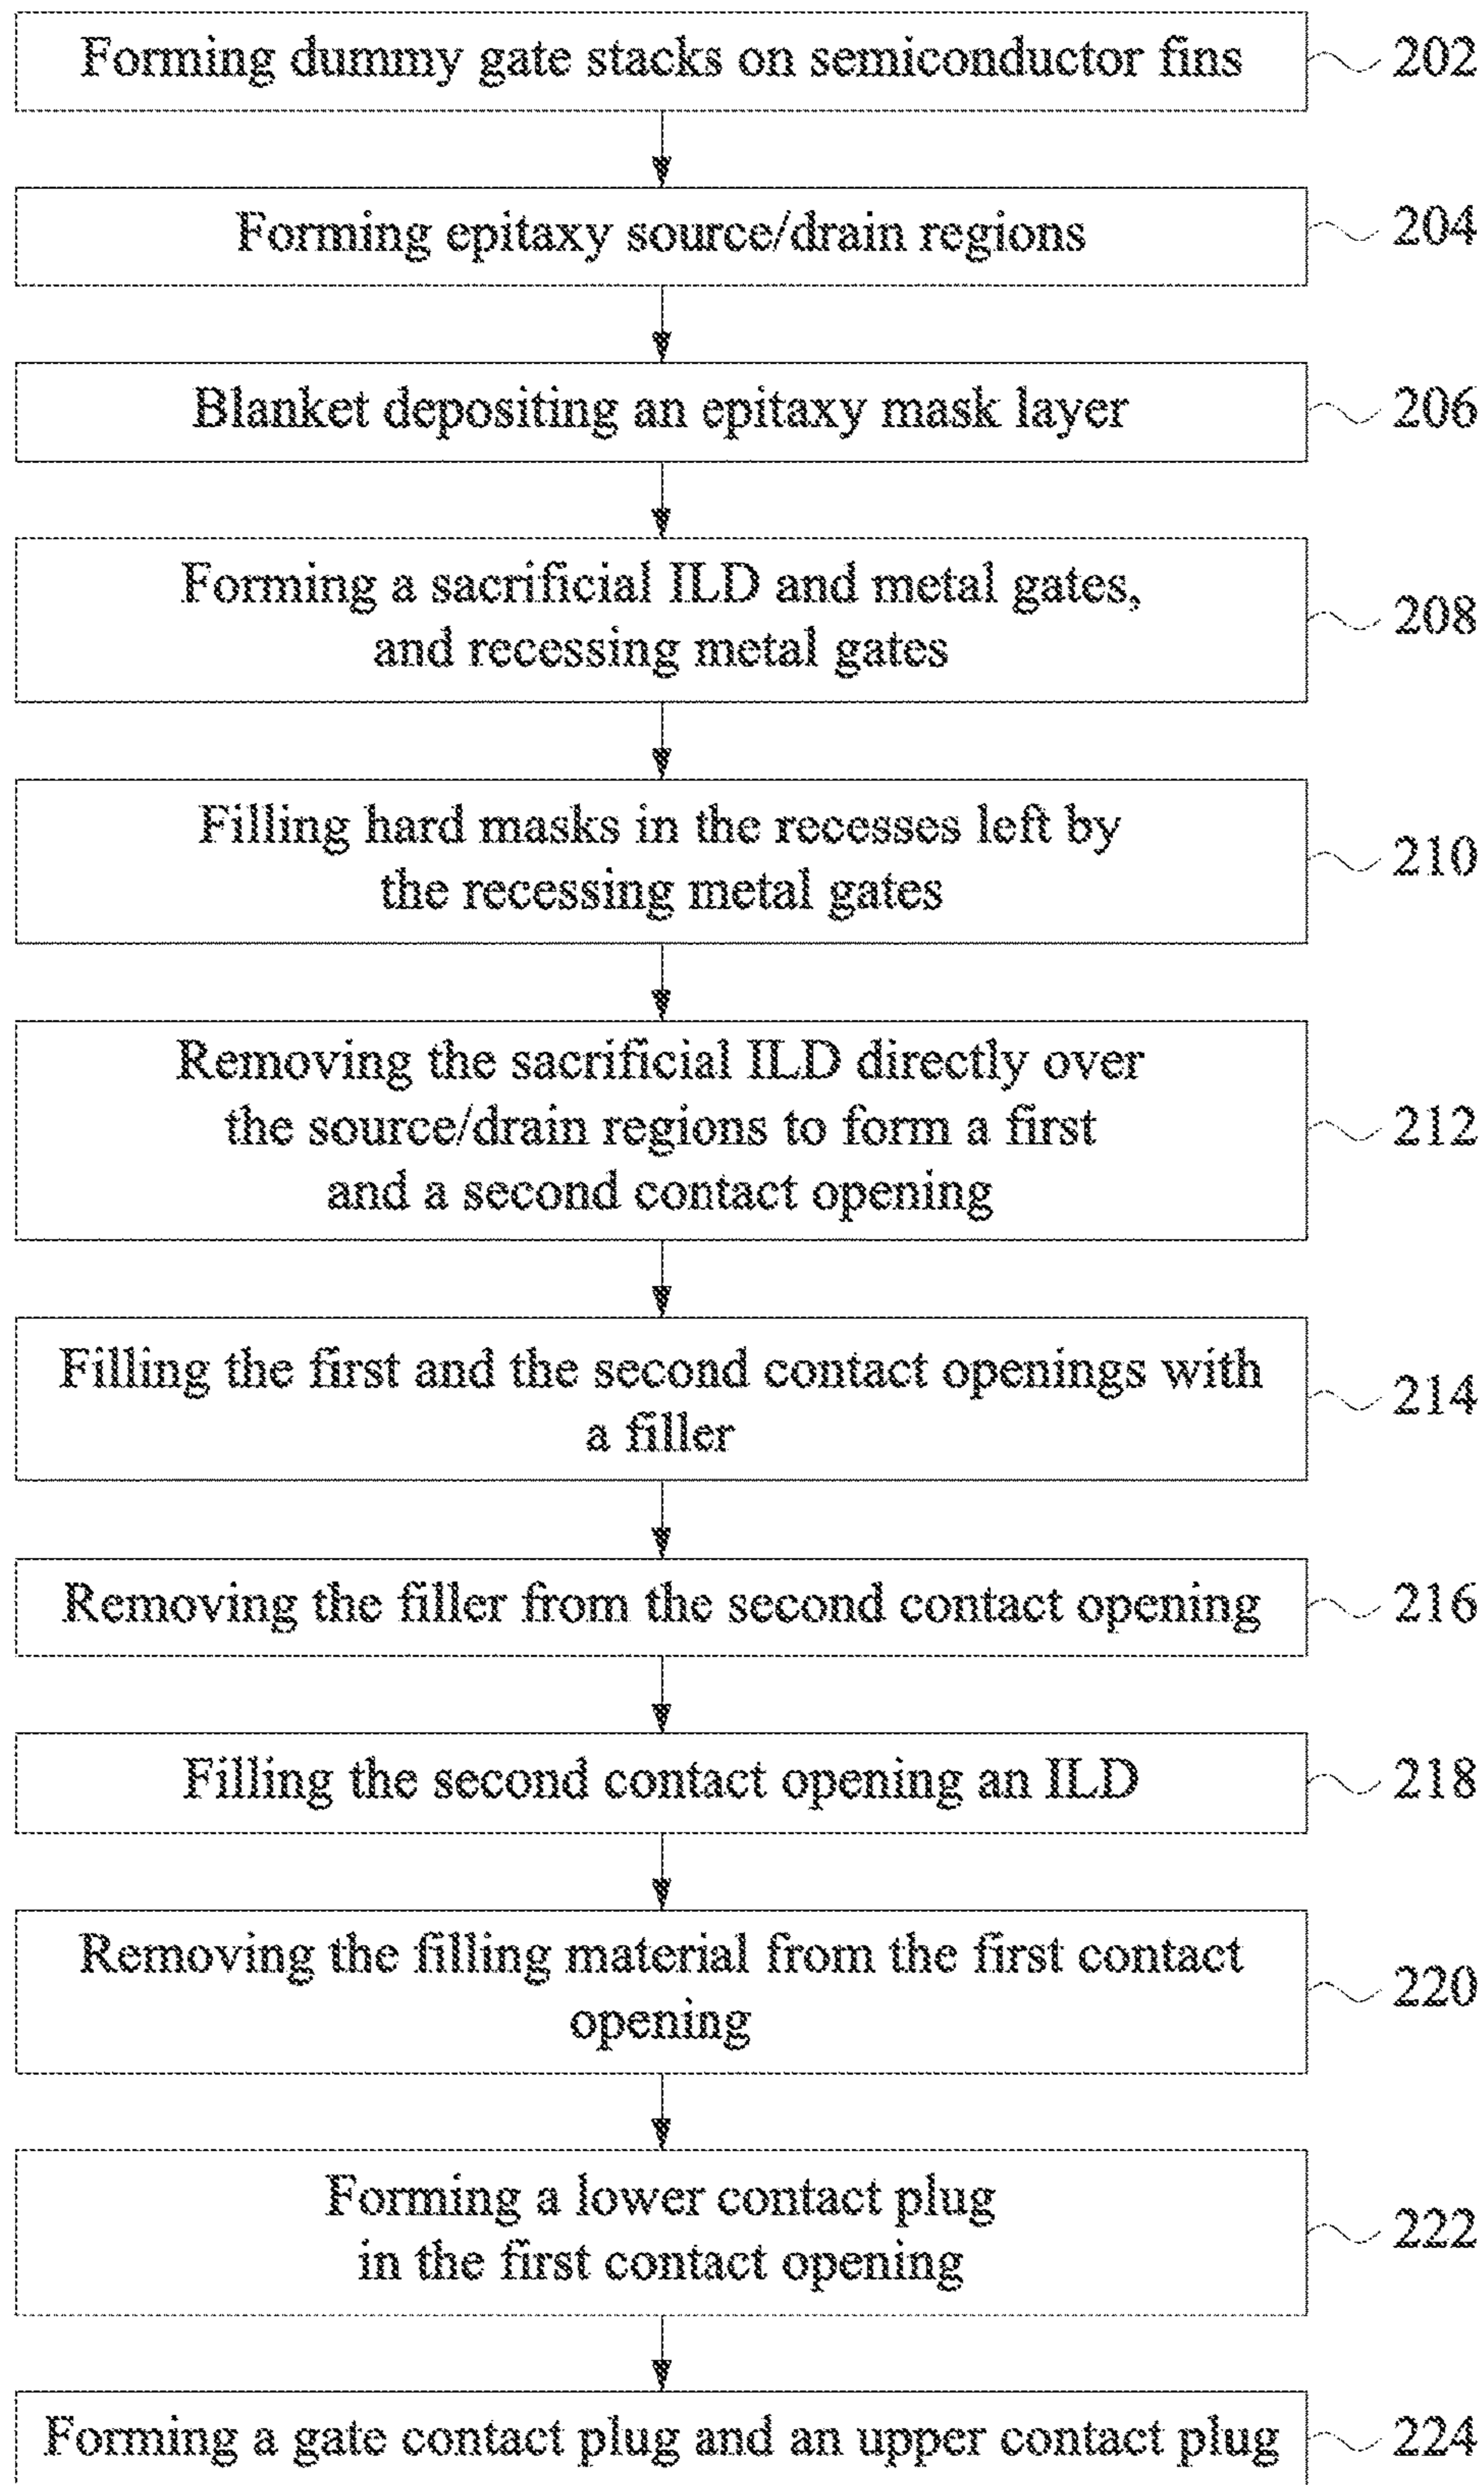 Forming dummy gate stacks on semiconductor fins
202
Forming epitaxy source/drain regions
204
Blanket depositing an epitaxy mask layer
206
Forming a sacrificial ILD and metal gates,
and recessing metal gates
208
Filling hard masks in the recesses left by
the recessing metal gates
210
Removing the sacrificial ILD directly over
the source/drain regions to form a first
and a second contact opening
212
Filling the first and the second contact openings with
a filler
214
Removing the filler from the second contact opening
216
Filling the second contact opening an ILD
218
Removing the filling material from the first contact
opening
220
Forming a lower contact plug
in the first contact opening
222
Forming a gate contact plug and an upper contact plug
224